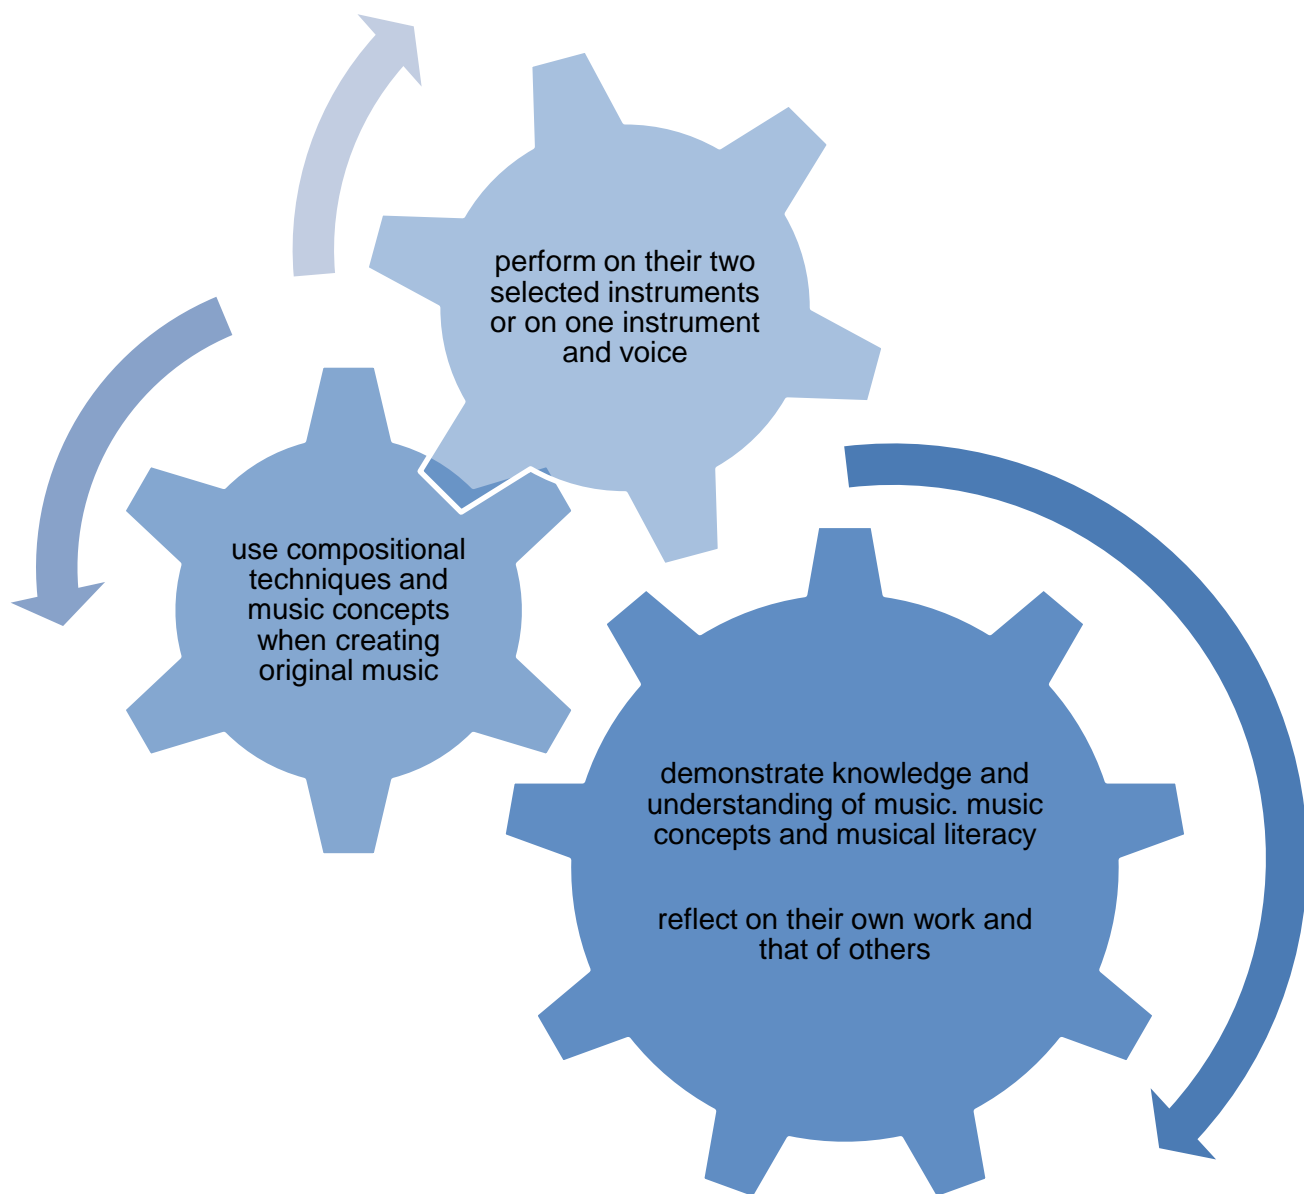 perform on their two
selected instruments
or on one instrument
and voice
use compositional
techniques and
music concepts
when creating
original music
demonstrate knowledge and
understanding of music. music
concepts and musical literacy
reflect on their own work and
that of others